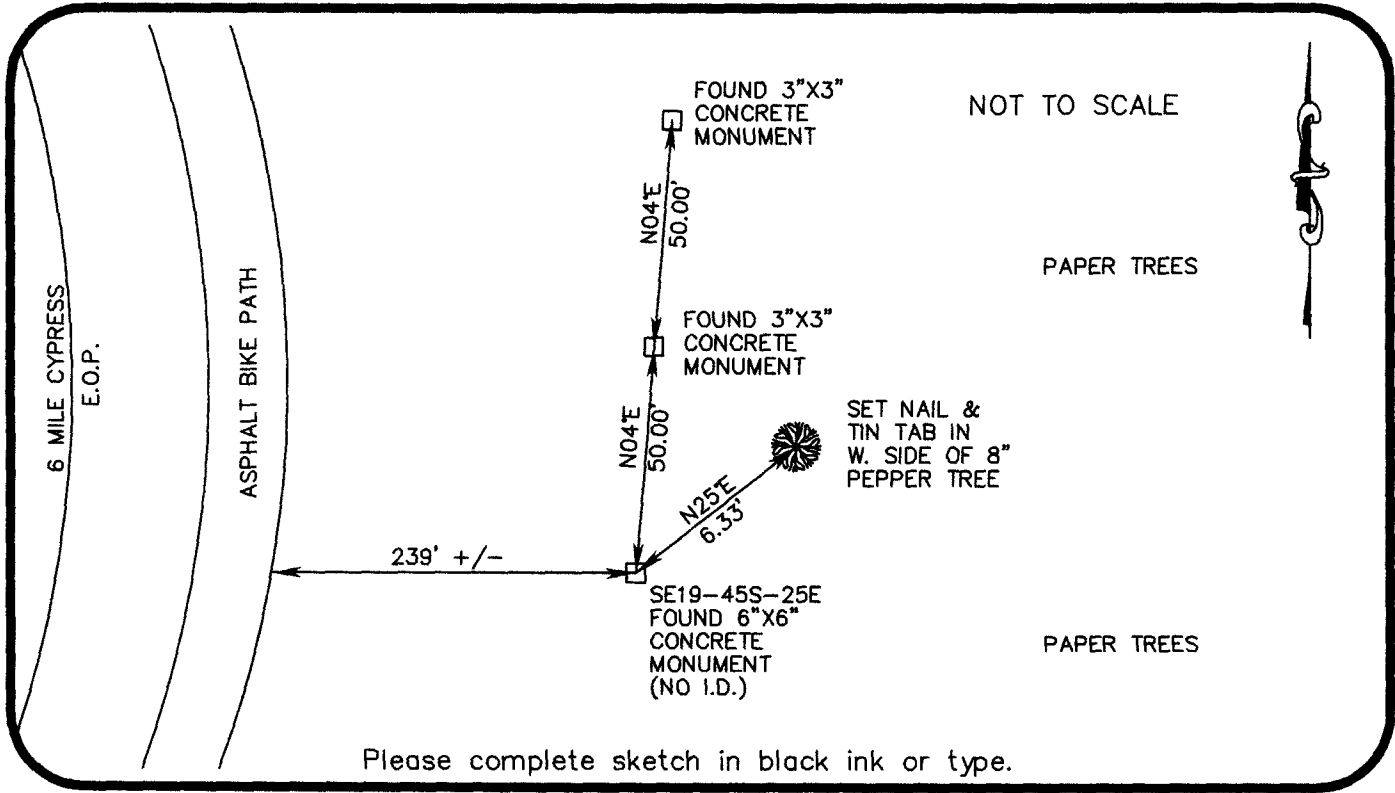 FOUND 3"X3"
CONCRETE
MONUMENT
NOT TO SCALE
N04°E
50.00'
PAPER TREES
6 MILE CYPRESS
E.O.P.
ASPHALT BIKE PATH
FOUND 3"X3"
CONCRETE
MONUMENT
N04°E
50.00'
SET NAIL &
TIN TAB IN
W. SIDE OF 8"
PEPPER TREE
N25°E
6.33'
239' +/-
SE19-45S-25E
FOUND 6"X6"
CONCRETE
MONUMENT
(NO I.D.)
PAPER TREES
Please complete sketch in black ink or type.